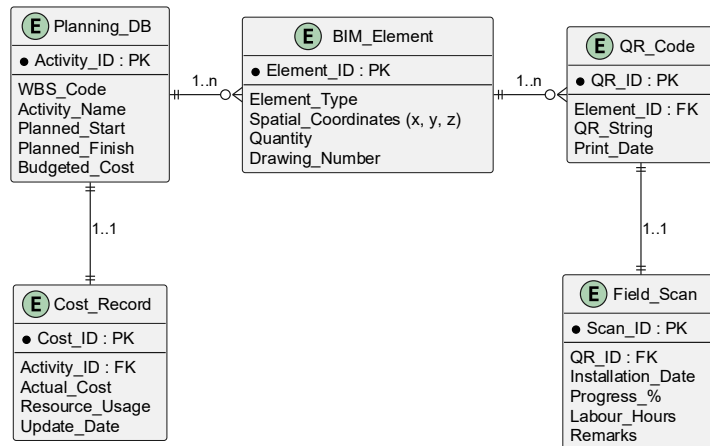 E Planning_DB
● Activity_ID : PK
WBS_Code
Activity_Name
Planned_Start
Planned_Finish
Budgeted_Cost
1..n
E BIM_Element
● Element_ID : PK
Element_Type
Spatial_Coordinates (x, y, z)
Quantity
Drawing_Number
1..n
E QR_Code
● QR_ID : PK
Element_ID : FK
QR_String
Print_Date
1..1
1..1
E Cost_Record
● Cost_ID : PK
Activity_ID : FK
Actual_Cost
Resource_Usage
Update_Date
E Field_Scan
● Scan_ID : PK
QR_ID : FK
Installation_Date
Progress_%
Labour_Hours
Remarks